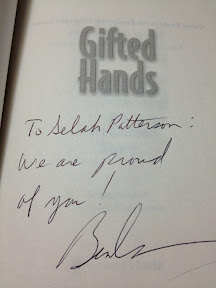 Gifted
Hands
To Selah Patterson:
We are proud
of you!